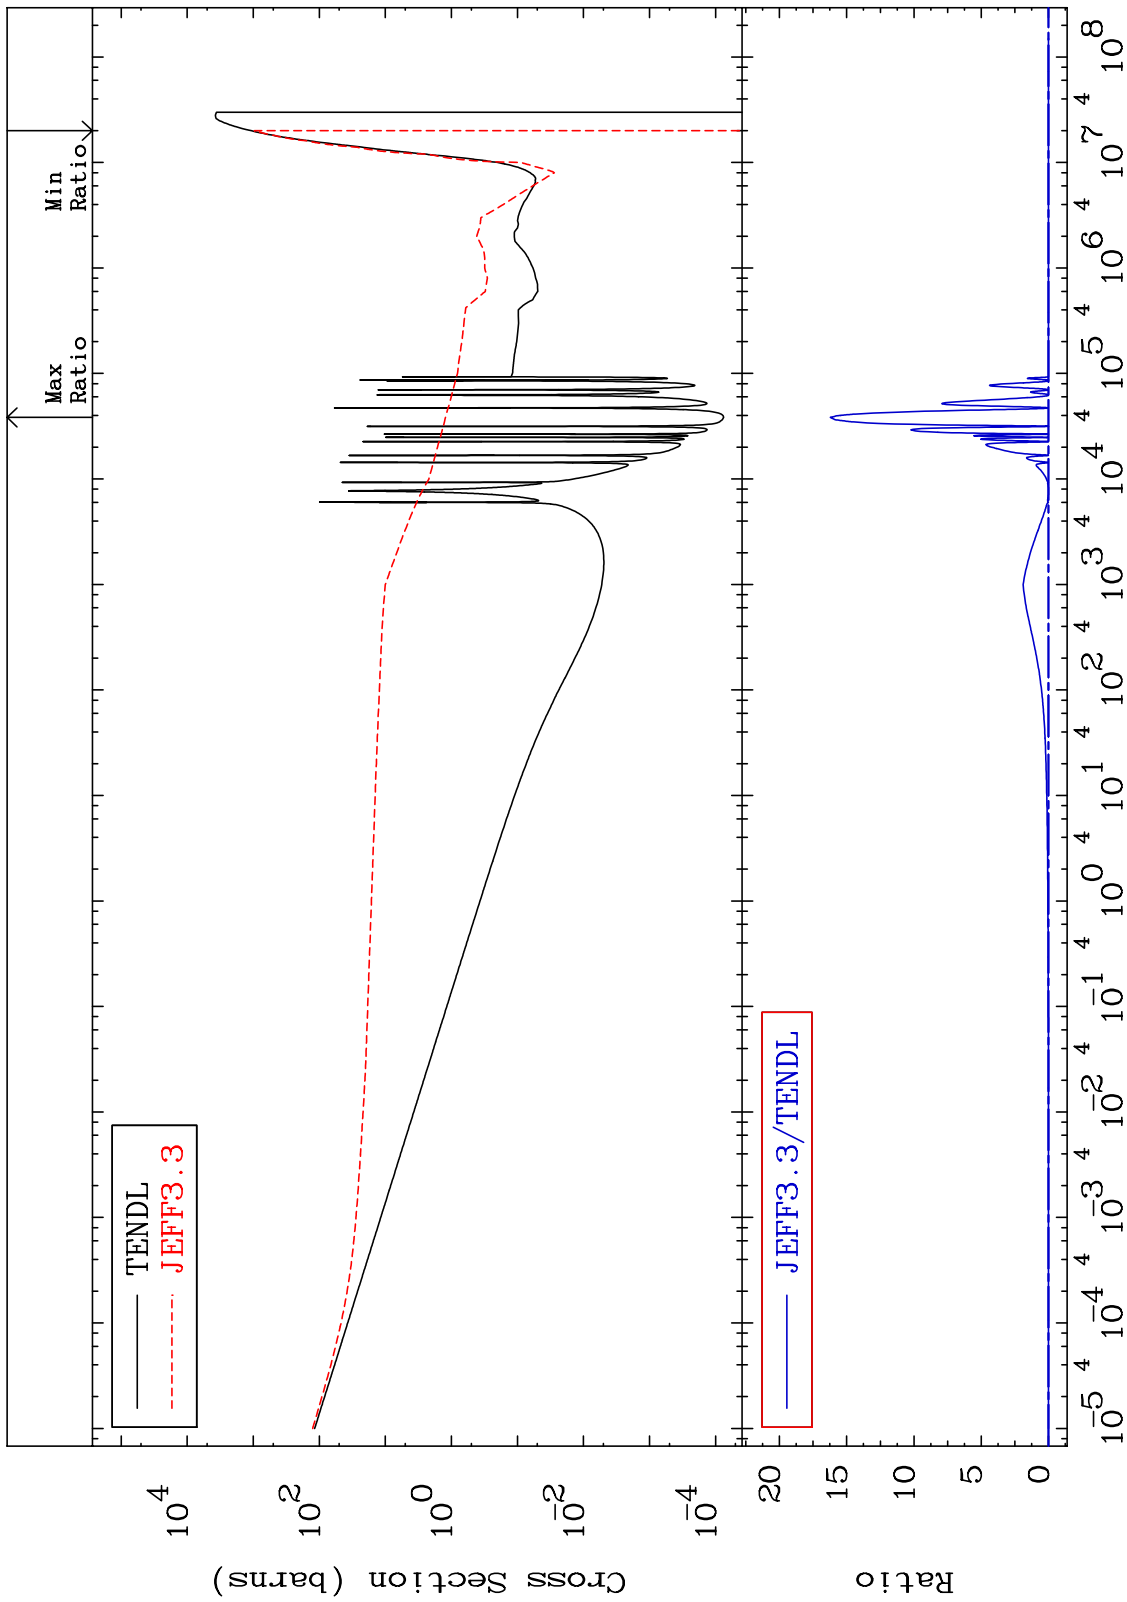 Max
Ratio
Min
Ratio
TENDL
JEFF3.3
10^4
10^2
10^0
10^-2
10^-4
Cross Section (barns)
JEFF3.3/TENDL
20
15
10
5
0
Ratio
10^-5 4 10^-4 4 10^-3 4 10^-2 4 10^-1 4 10^0 4 10^1 4 10^2 4 10^3 4 10^4 4 10^5 4 10^6 4 10^7 4 10^8